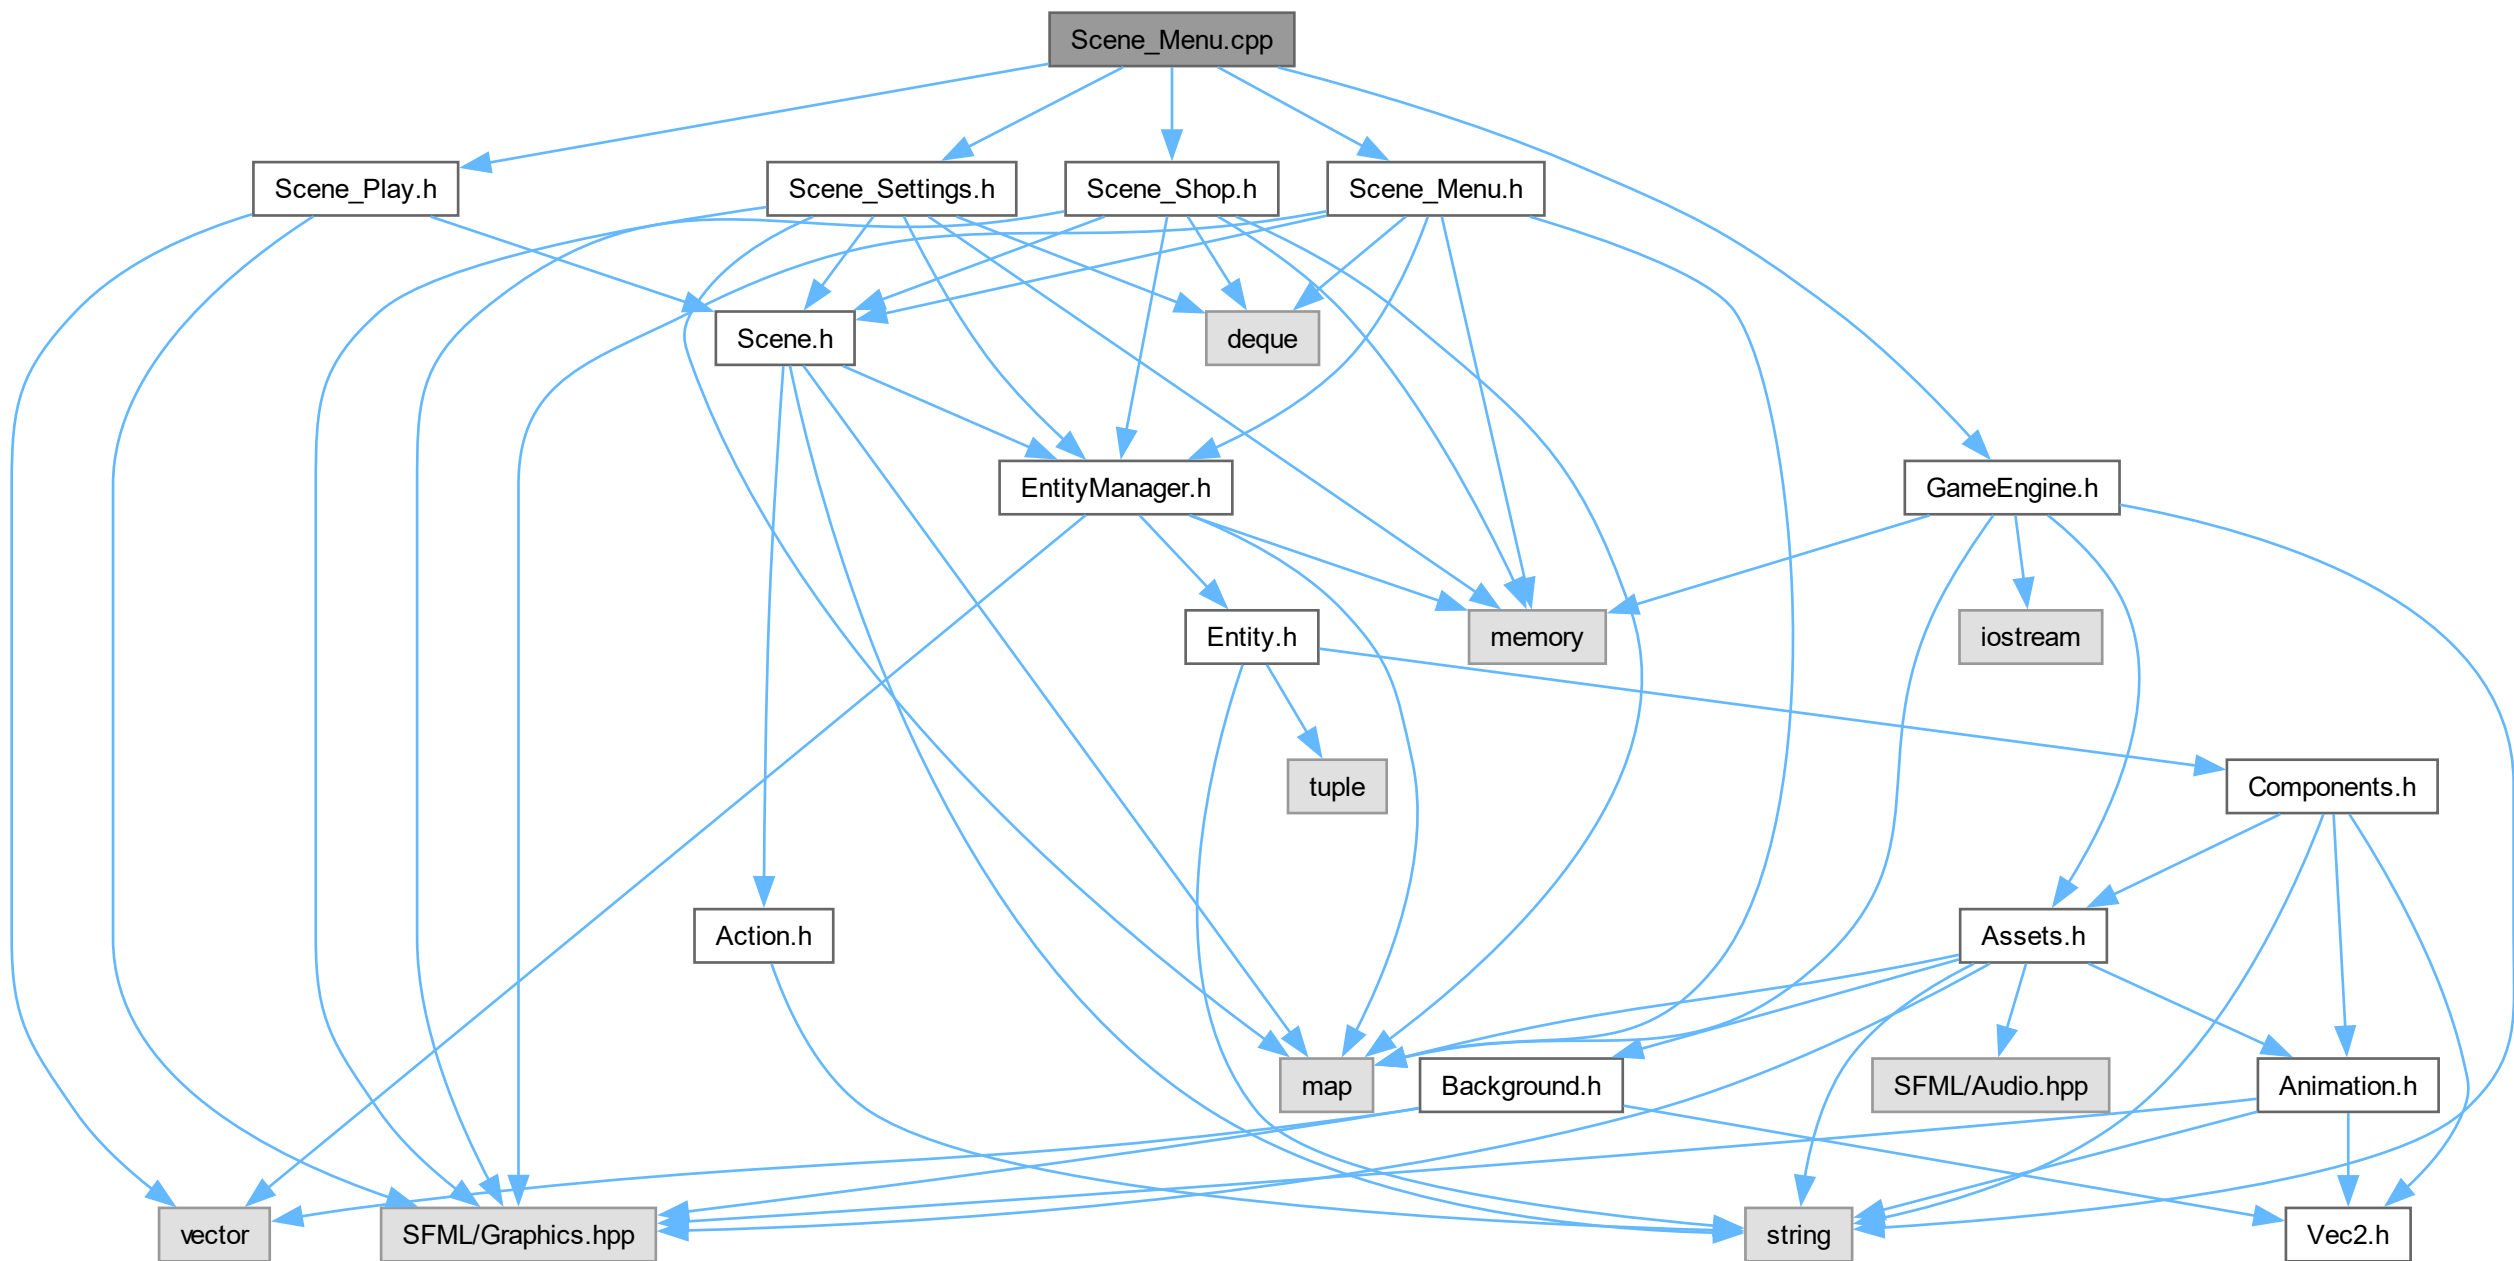 Scene_Menu.cpp
Scene_Play.h
Scene_Settings.h
Scene_Shop.h
Scene_Menu.h
Scene.h
deque
EntityManager.h
GameEngine.h
Entity.h
memory
iostream
tuple
Components.h
Action.h
Assets.h
map
Background.h
SFML/Audio.hpp
Animation.h
vector
SFML/Graphics.hpp
string
Vec2.h